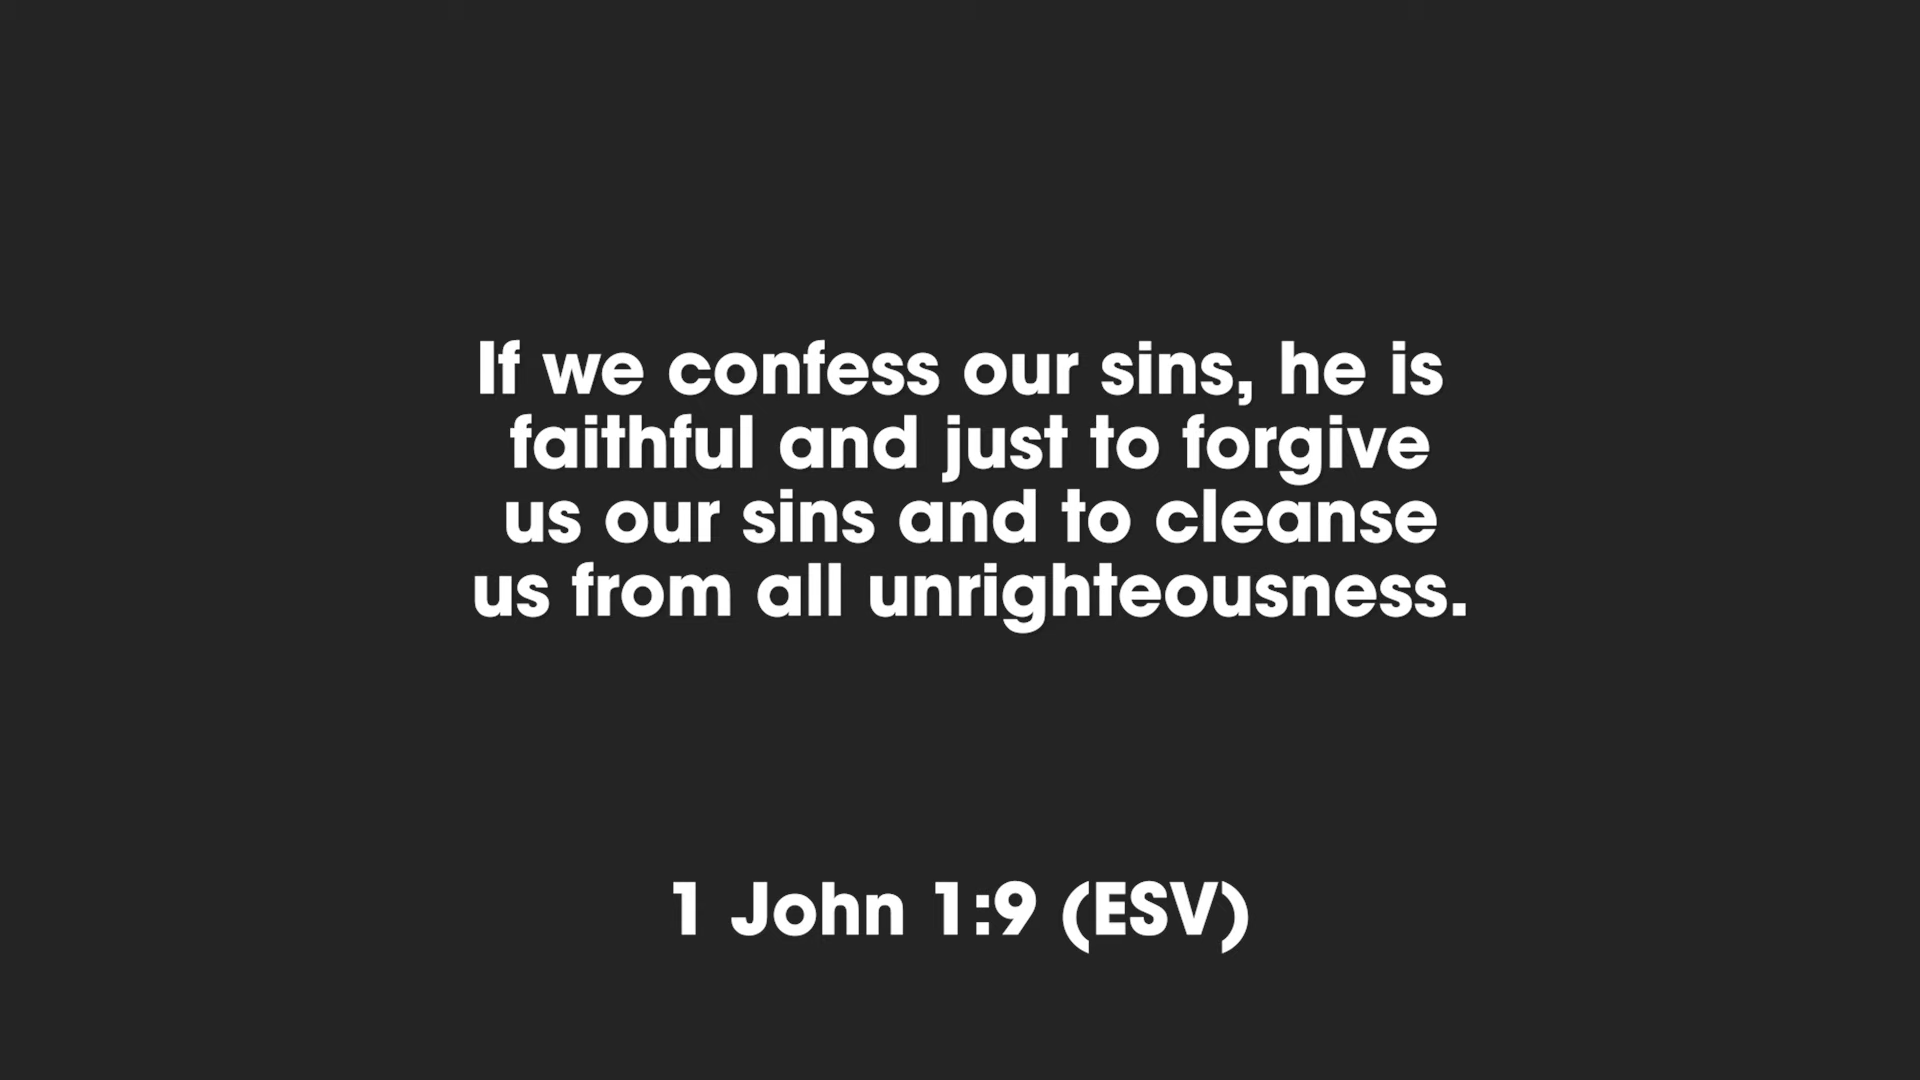 If we confess our sins, he is
faithful and just to forgive
us our sins and to cleanse
us from all unrighteousness.
1 John 1:9 (ESV)